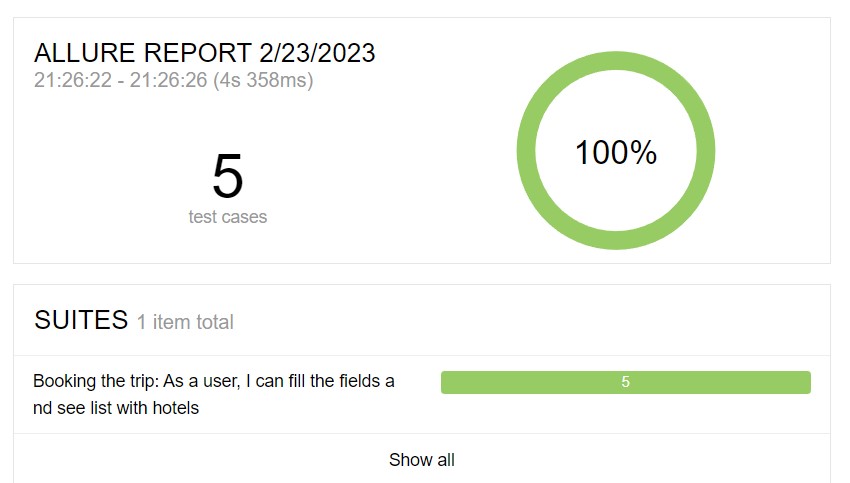 ALLURE REPORT 2/23/2023
21:26:22 - 21:26:26 (4s 358ms)
5
test cases
100%
SUITES 1 item total
Booking the trip: As a user, I can fill the fields a
nd see list with hotels
5
Show all